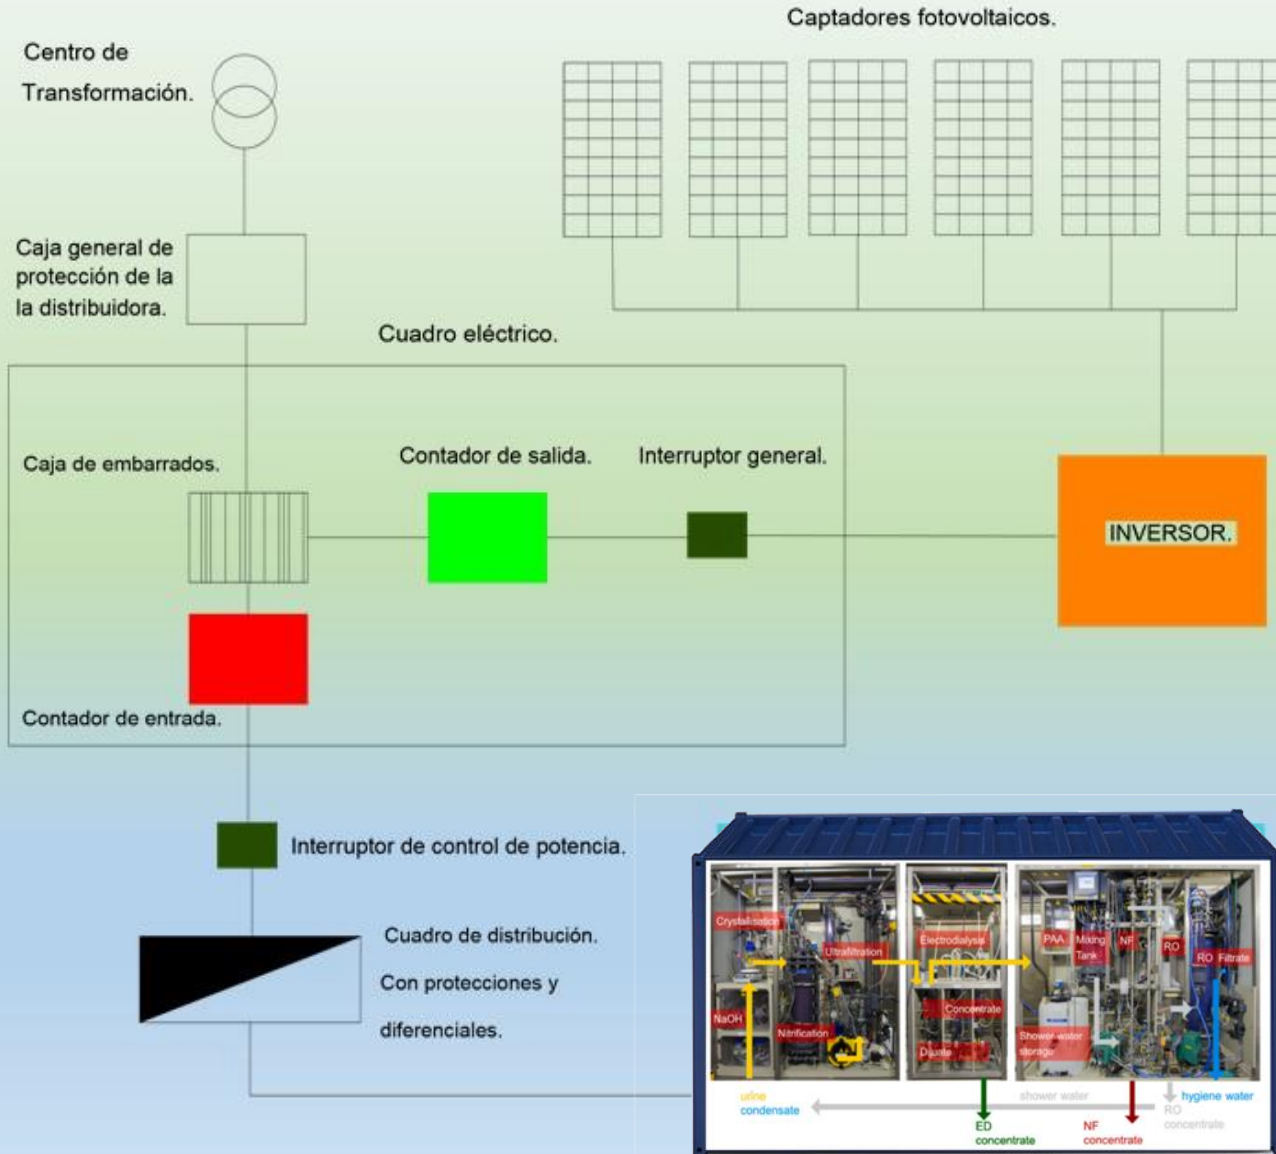 Captadores fotovoltaicos.
Centro de
Transformación.
Caja general de
protección de la
la distribuidora.
Cuadro eléctrico.
Caja de embarrados.
Contador de salida.
Interruptor general.
INVERSOR.
Contador de entrada.
Interruptor de control de potencia.
Cuadro de distribución.
Con protecciones y
diferenciales.
Crystallisation
Ultrafiltration
NaOH
Nitrification
Electrodialysis
Concentrate
Diluate
PAA
Mixing
Tank
NF
RO
RO
Filtrate
Shower water
storage
urine
condensate
shower water
hygiene water
RO
concentrate
ED
concentrate
NF
concentrate